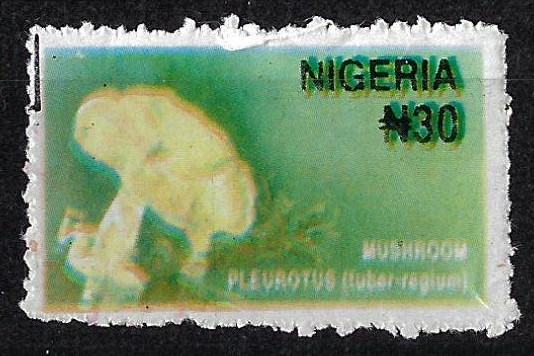 NIGERIA
₦30
MUSHROOM
PLEUROTUS (tuber-regium)